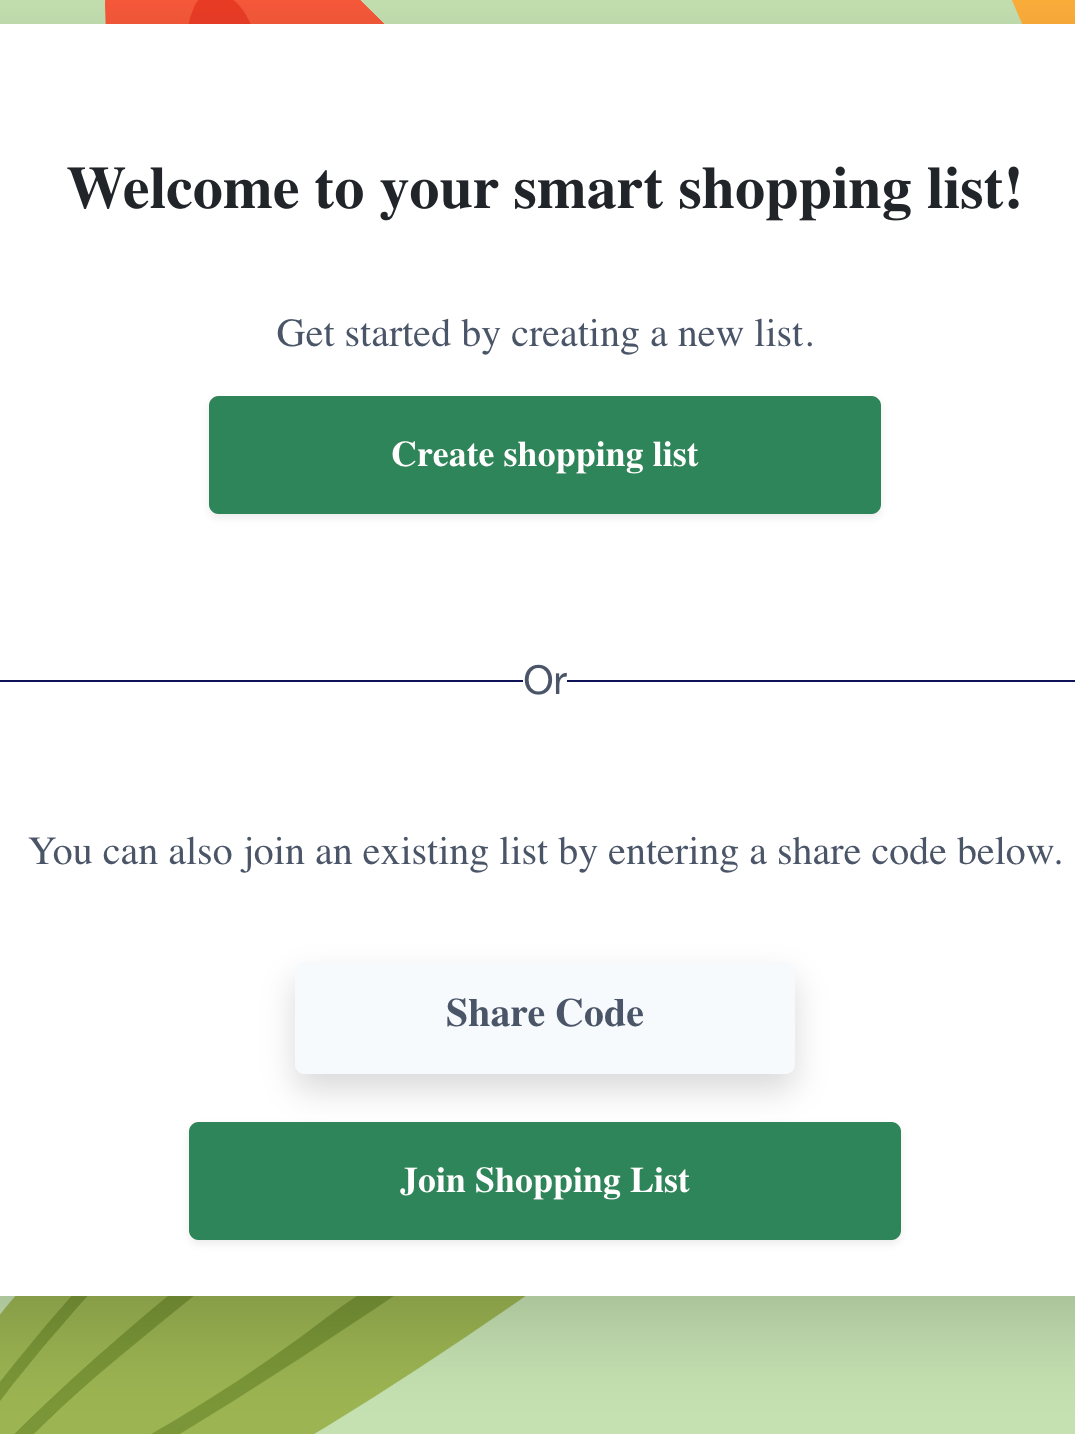 Welcome to your smart shopping list!
Get started by creating a new list.
Create shopping list
Or
You can also join an existing list by entering a share code below.
Share Code
Join Shopping List